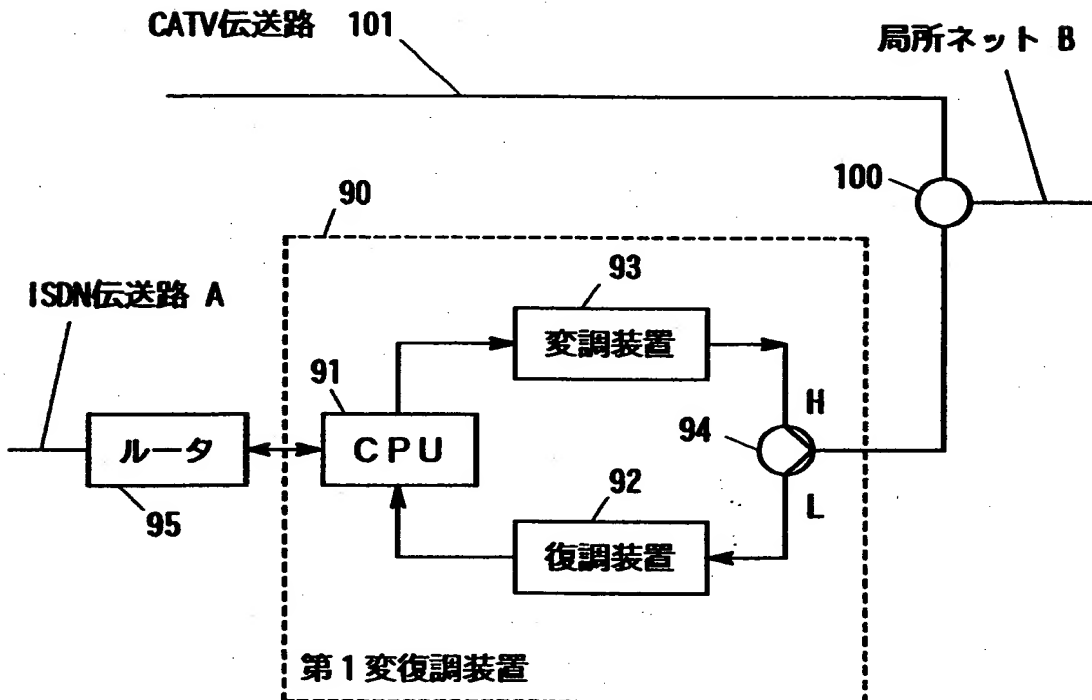 CATV伝送路 101
局所ネット B
100
90
ISDN伝送路 A
93
変調装置
91
CPU
H
94
ルータ
95
92
L
復調装置
第1変復調装置